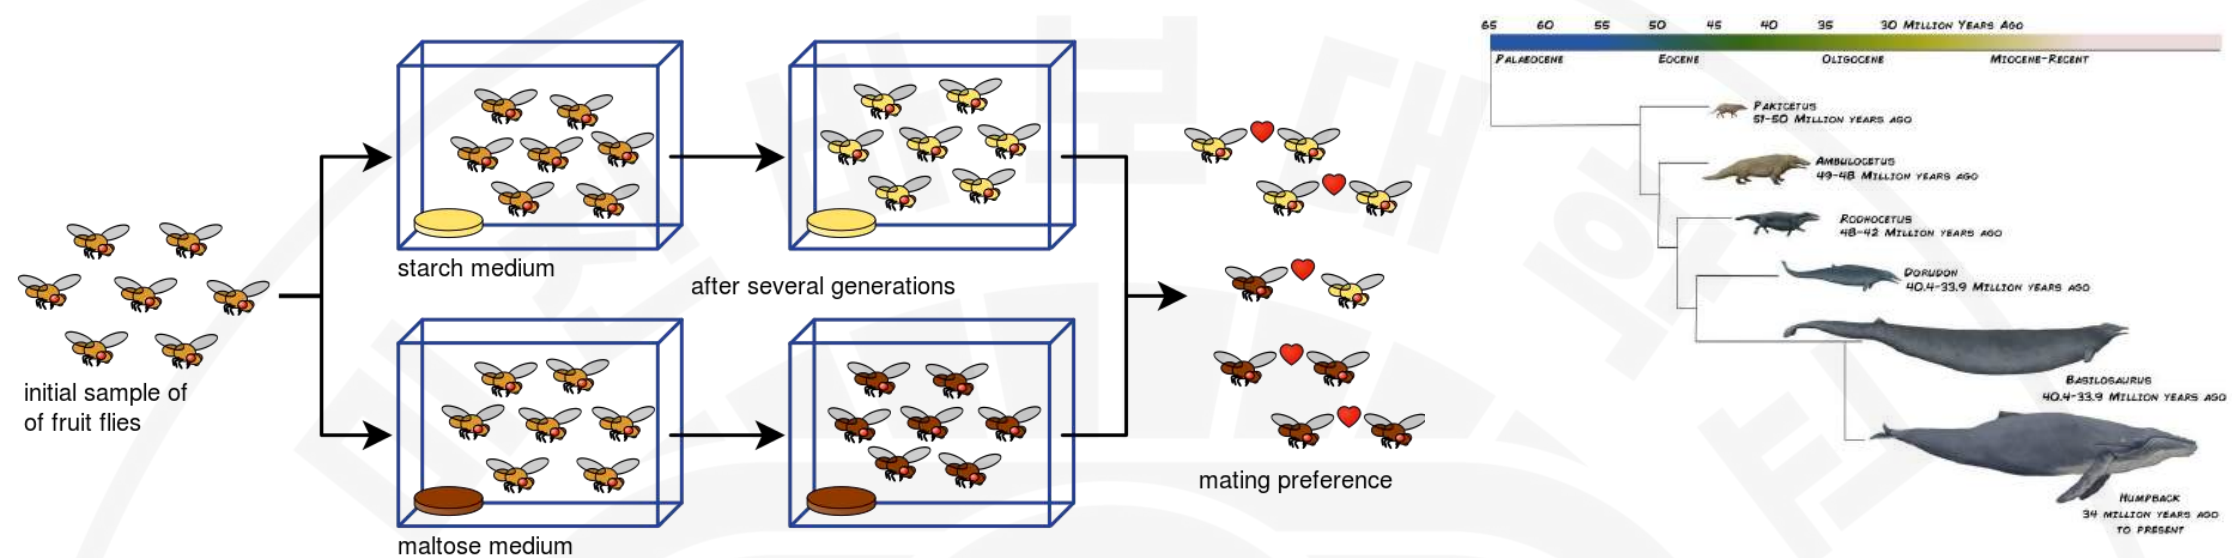 initial sample of
of fruit flies
starch medium
maltose medium
after several generations
mating preference
65 60 55 50 45 40 35 30 Million Years Ago
Palaeocene Eocene Oligocene Miocene-Recent
Pakicetus
51-50 Million years ago
Ambulocetus
49-48 Million years ago
Rodhocetus
48-42 Million years ago
Dorudon
40.4-33.9 Million years ago
Basilosaurus
40.4-33.9 Million years ago
Humpback
34 million years ago
to present